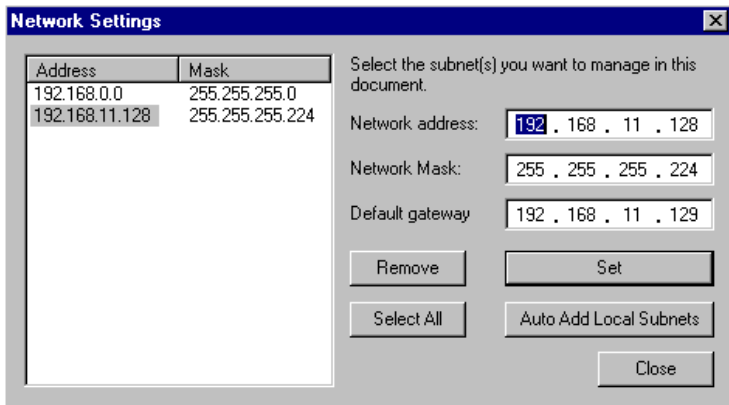 Network Settings
Address Mask
192.168.0.0 255.255.255.0
192.168.11.128 255.255.255.224
Select the subnet(s) you want to manage in this
document.
Network address: 192 . 168 . 11 . 128
Network Mask: 255 . 255 . 255 . 224
Default gateway 192 . 168 . 11 . 129
Remove Set
Select All Auto Add Local Subnets
Close